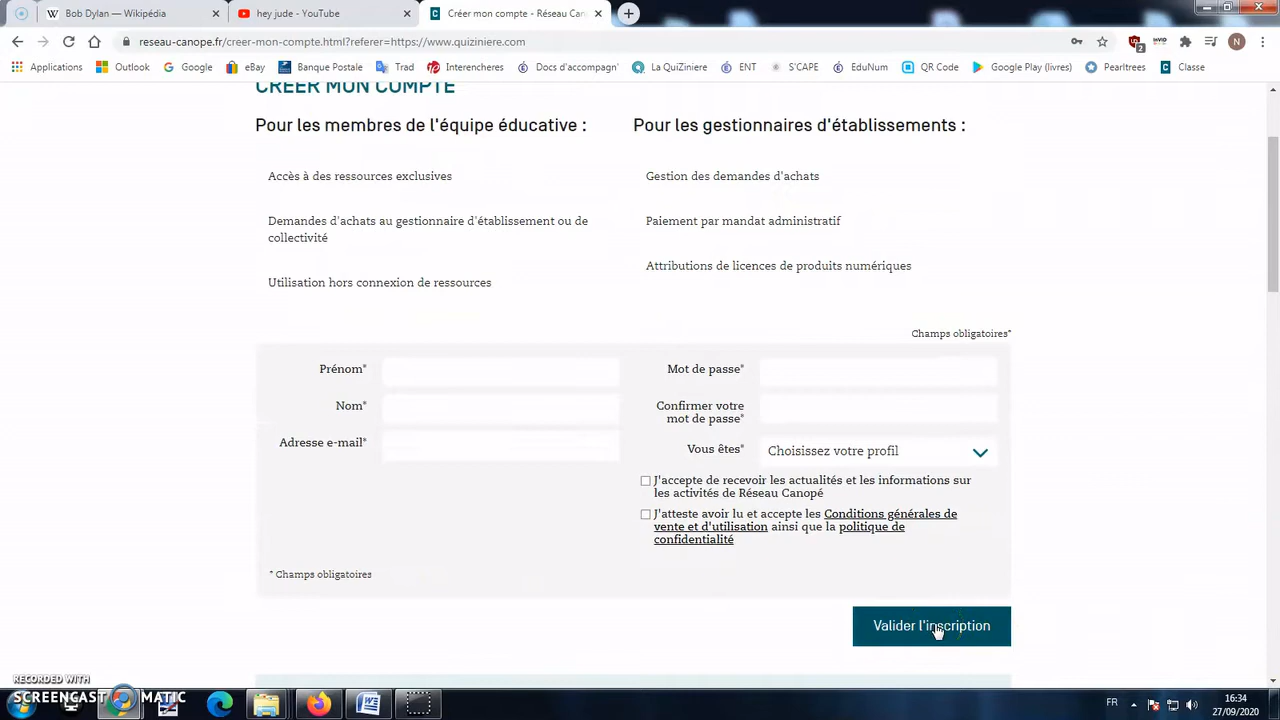 Bob Dylan — Wikipédia
hey jude - YouTube
Créer mon compte - Réseau Can
reseau-canope.fr/creer-mon-compte.html?referer=https://www.quiziniere.com
Applications Outlook Google eBay Banque Postale Trad Interencheres Docs d'accompagn' La QuiZiniere ENT S'CAPE EduNum QR Code Google Play (livres) Pearltrees Classe
CRÉER MON COMPTE
Pour les membres de l'équipe éducative :
Accès à des ressources exclusives
Demandes d'achats au gestionnaire d'établissement ou de
collectivité
Utilisation hors connexion de ressources
Pour les gestionnaires d'établissements :
Gestion des demandes d'achats
Paiement par mandat administratif
Attributions de licences de produits numériques
Champs obligatoires*
Prénom*
Nom*
Adresse e-mail*
Mot de passe*
Confirmer votre
mot de passe*
Vous êtes*
Choisissez votre profil
J'accepte de recevoir les actualités et les informations sur
les activités de Réseau Canopé
J'atteste avoir lu et accepte les Conditions générales de
vente et d'utilisation ainsi que la politique de
confidentialité
* Champs obligatoires
Valider l'inscription
RECORDED WITH
SCREENCAST MATIC
FR
16:34
27/09/2020